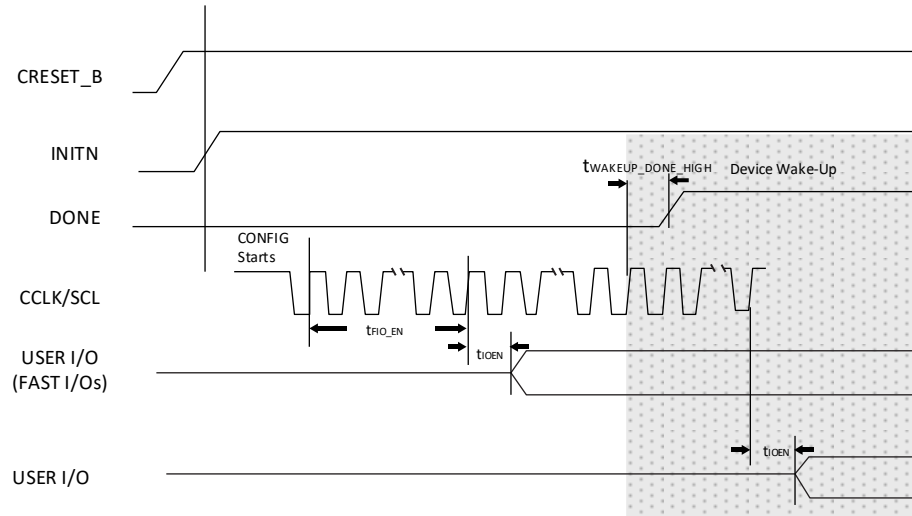 CRESET_B
INITN
tWAKEUP_DONE_HIGH Device Wake-Up
DONE
CONFIG
Starts
CCLK/SCL
tFIO_EN
USER I/O
(FAST I/Os)
tIOEN
USER I/O
tIOEN